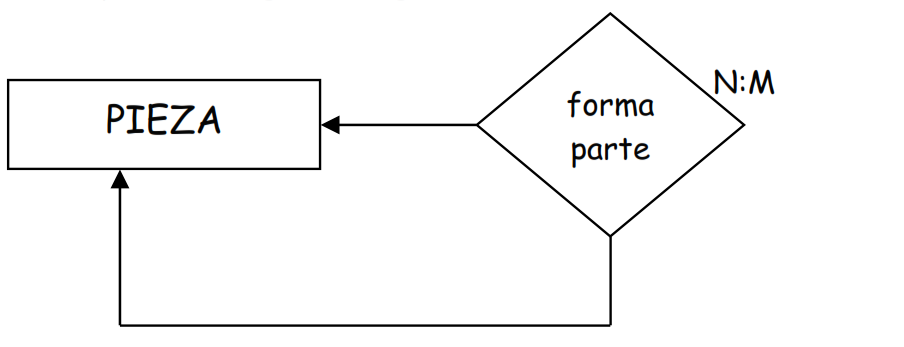 PIEZA
forma
parte
N:M